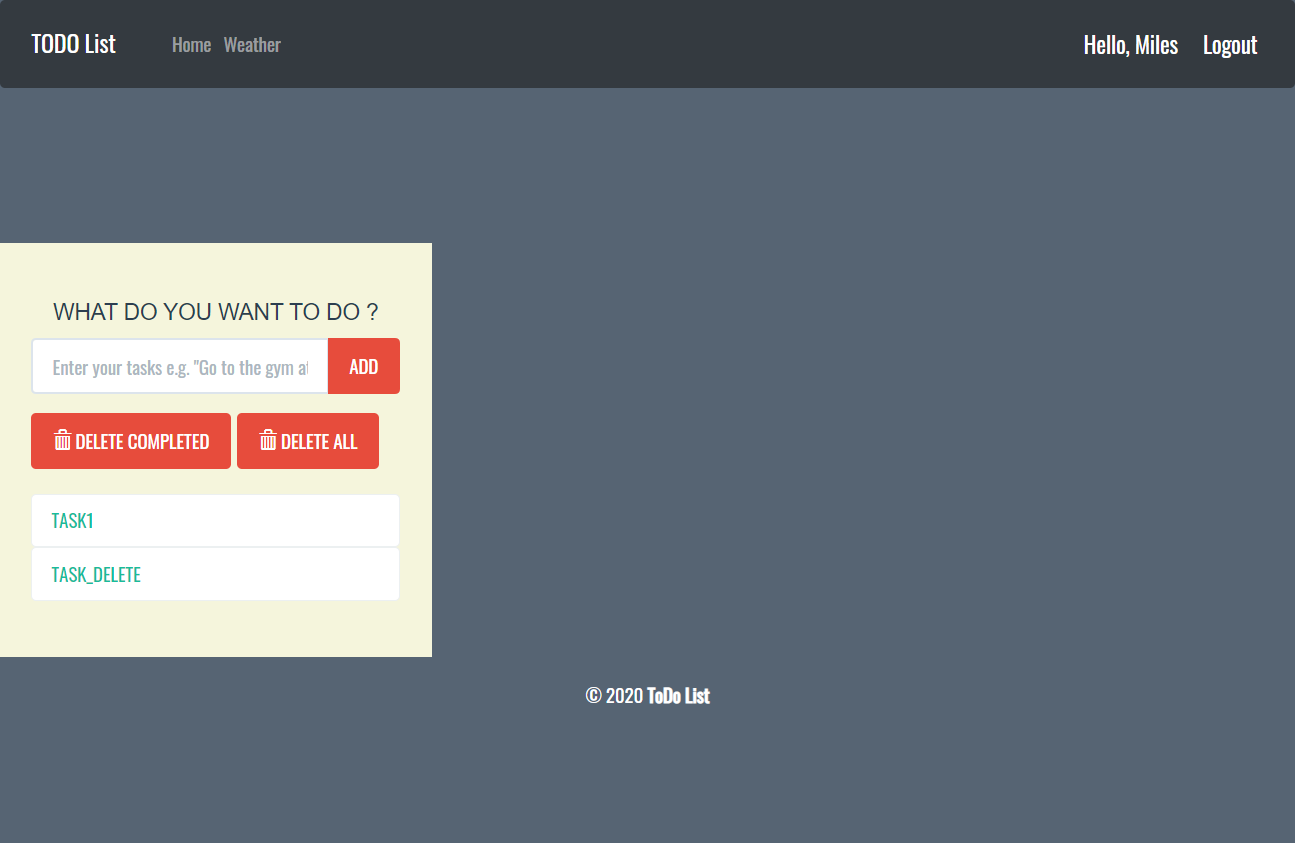 TODO List Home Weather Hello, Miles Logout
WHAT DO YOU WANT TO DO ?
Enter your tasks e.g. "Go to the gym at ADD
DELETE COMPLETED DELETE ALL
TASK1
TASK_DELETE
© 2020 ToDo List